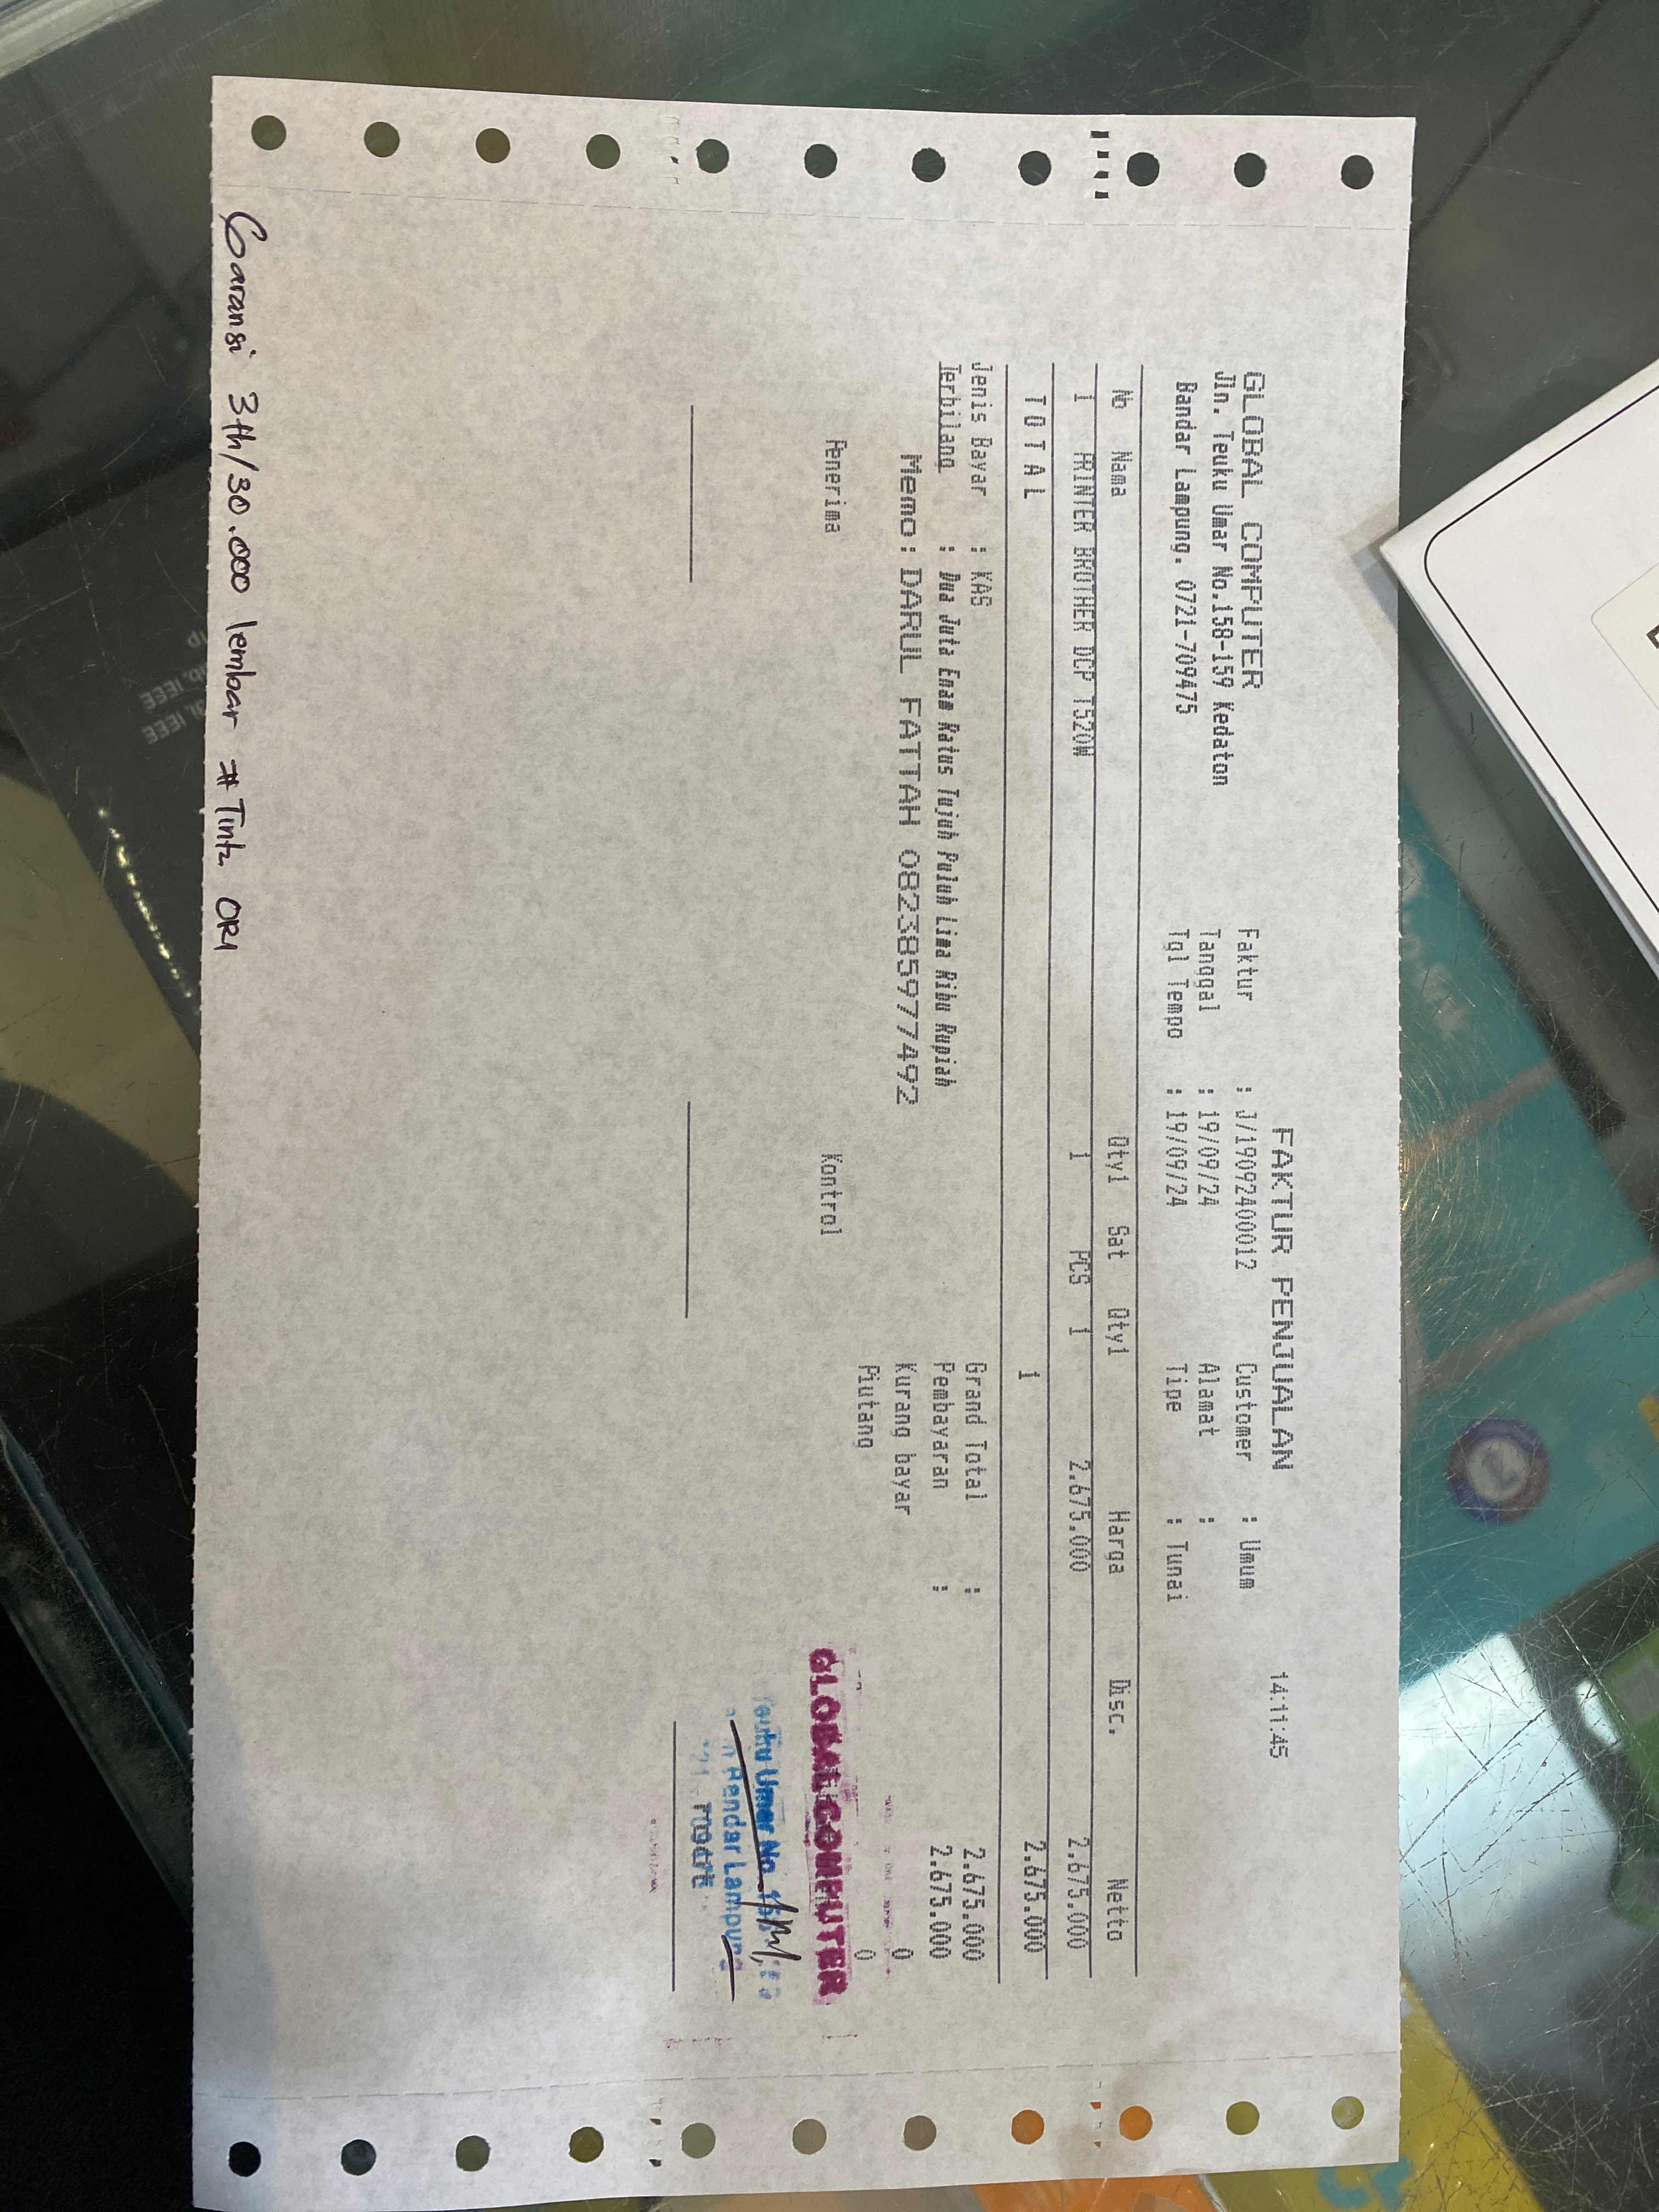 FAKTUR PENJUALAN 14:11:45
GLOBAL COMPUTER
Jln. Teuku Umar No.158-159 Kedaton
Bandar Lampung. 0721-709475
Faktur : J/19092400012
Tanggal : 19/09/24
Tgl Tempo : 19/09/24
Customer : Umum
Alamat :
Tipe : Tunai
No Nama Qty1 Sat Qty1 Harga Disc. Netto
1 PRINTER BROTHER DCP T520W 1 PCS 1 2.675.000 2.675.000
T O T A L 1 2.675.000
Jenis Bayar : KAS
Terbilang : Dua Juta Enam Ratus Tujuh Puluh Lima Ribu Rupiah
Memo : DARUL FATTAH 082385977492
Grand Total : 2.675.000
Pembayaran : 2.675.000
Kurang bayar 0
Piutang 0
Penerima
Kontrol
GLOBAL COMPUTER
Umar No.
Bandar Lampung
Garansi 3th/30.000 lembar # Tinta ORI